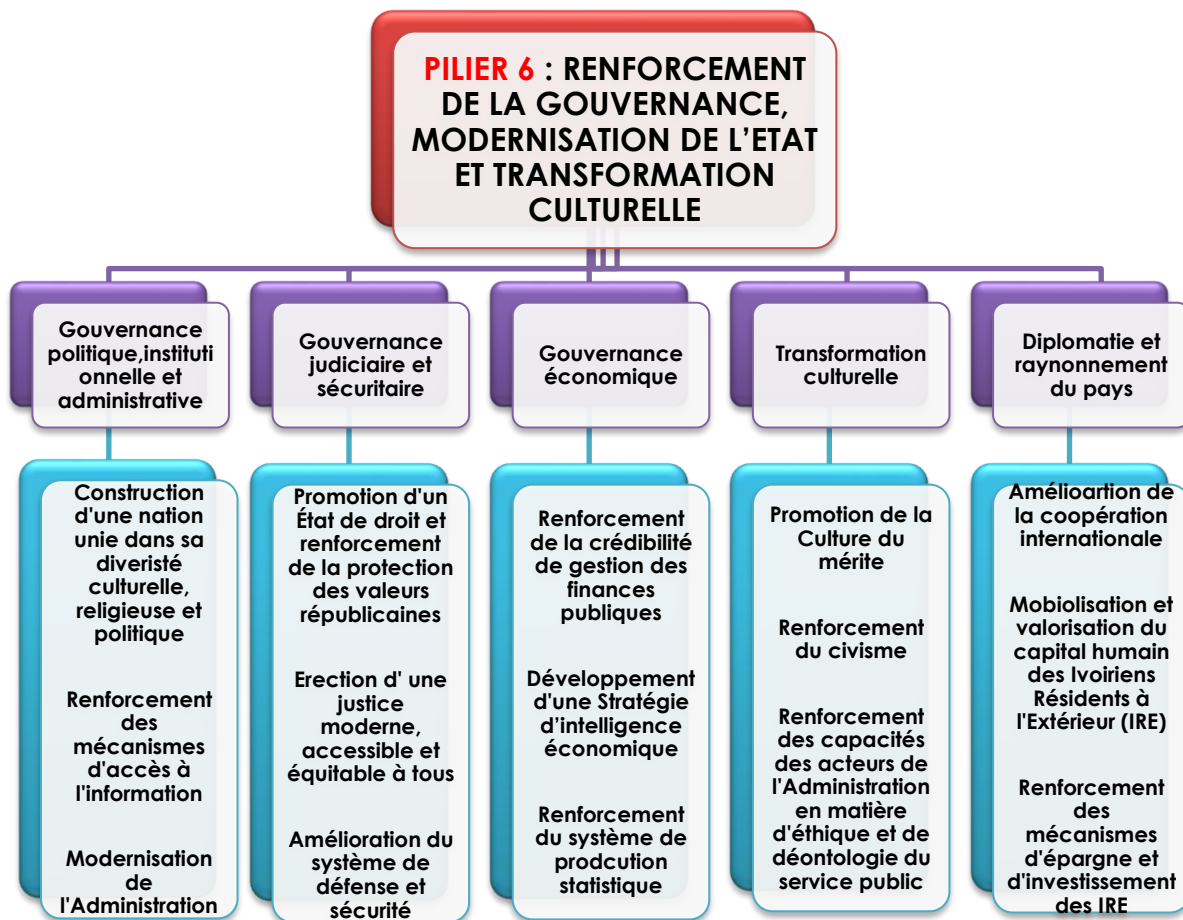 PILIER 6 : RENFORCEMENT
DE LA GOUVERNANCE,
MODERNISATION DE L’ETAT
ET TRANSFORMATION
CULTURELLE
Gouvernance
politique,instituti
onnelle et
administrative
Gouvernance
judiciaire et
sécuritaire
Gouvernance
économique
Transformation
culturelle
Diplomatie et
raynonnement
du pays
Construction
d'une nation
unie dans sa
diveristé
culturelle,
religieuse et
politique
Renforcement
des
mécanismes
d'accès à
l'information
Modernisation
de
l'Administration
Promotion d'un
État de droit et
renforcement
de la protection
des valeurs
républicaines
Erection d' une
justice
moderne,
accessible et
équitable à tous
Amélioration du
système de
défense et
sécurité
Renforcement
de la crédibilité
de gestion des
finances
publiques
Développement
d'une Stratégie
d’intelligence
économique
Renforcement
du système de
prodcution
statistique
Promotion de la
Culture du
mérite
Renforcement
du civisme
Renforcement
des capacités
des acteurs de
l'Administration
en matière
d'éthique et de
déontologie du
service public
Amélioartion de
la coopération
internationale
Mobiolisation et
valorisation du
capital humain
des Ivoiriens
Résidents à
l'Extérieur (IRE)
Renforcement
des
mécanismes
d'épargne et
d'investissement
des IRE